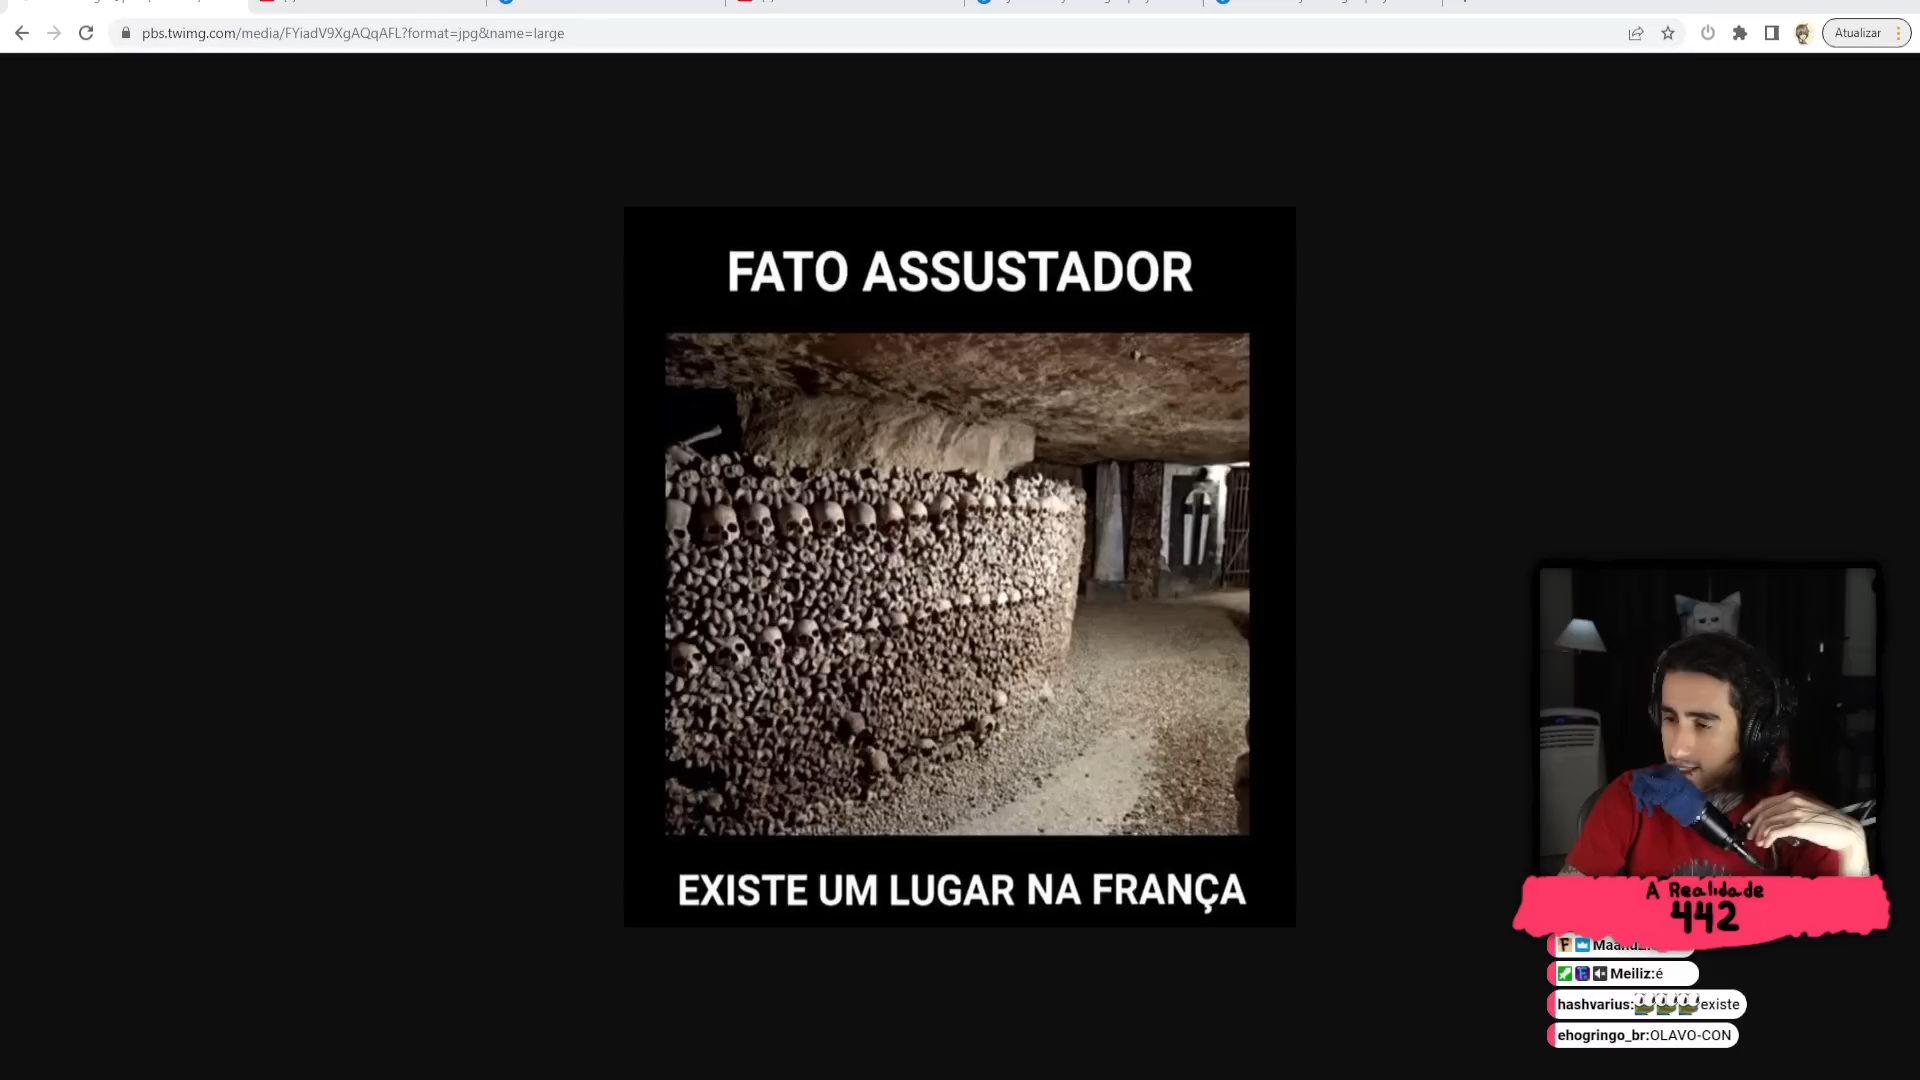 pbs.twimg.com/media/FYiadV9XgAQqAFL?format=jpg&name=large
Atualizar
FATO ASSUSTADOR
EXISTE UM LUGAR NA FRANÇA
A Realidade
442
Meiliz:é
hashvarius:existe
ehogringo_br:OLAVO-CON